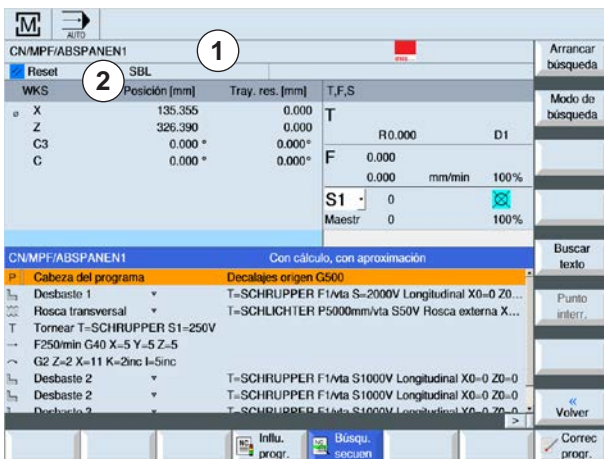 M
AUTO
CN/MPF/ABSPANEN1
1
Arrancar
búsqueda
Reset
SBL
2
WKS
Posición [mm]
Tray. res. [mm]
T,F,S
Modo de
búsqueda
X 135.355 0.000
Z 326.390 0.000
C3 0.000 ° 0.000°
C 0.000 ° 0.000°
T
R0.000 D1
F 0.000
0.000 mm/min 100%
S1 0
Maestr 0 100%
CN/MPF/ABSPANEN1 Con cálculo, con aproximación
Buscar
texto
P Cabeza del programa Decalajes origen G500
Desbaste 1 T=SCHRUPPER F1/vta S=2000V Longitudinal X0=0 Z0...
Rosca transversal T=SCHLICHTER P5000mm/vta S50V Rosca externa X...
T Tornear T=SCHRUPPER S1=250V
F250/min G40 X=5 Y=5 Z=5
G2 Z=2 X=11 K=2inc I=5inc
Desbaste 2 T=SCHRUPPER F1/vta S1000V Longitudinal X0=0 Z0=0
Desbaste 2 T=SCHRUPPER F1/vta S1000V Longitudinal X0=0 Z0=0
Punto
interr.
«
Volver
>
NC Influ.
progr.
NC Búsqu.
secuen
Correc
progr.